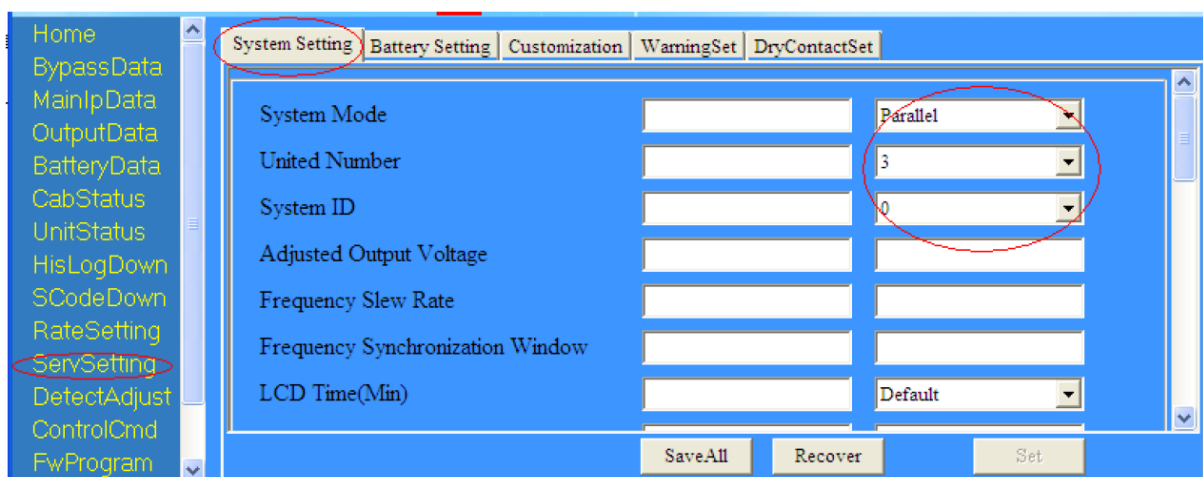 Home
BypassData
MainIpData
OutputData
BatteryData
CabStatus
UnitStatus
HisLogDown
SCodeDown
RateSetting
ServSetting
DetectAdjust
ControlCmd
FwProgram
System Setting Battery Setting Customization WarningSet DryContactSet
System Mode Parallel
United Number 3
System ID 0
Adjusted Output Voltage
Frequency Slew Rate
Frequency Synchronization Window
LCD Time(Min) Default
SaveAll Recover Set